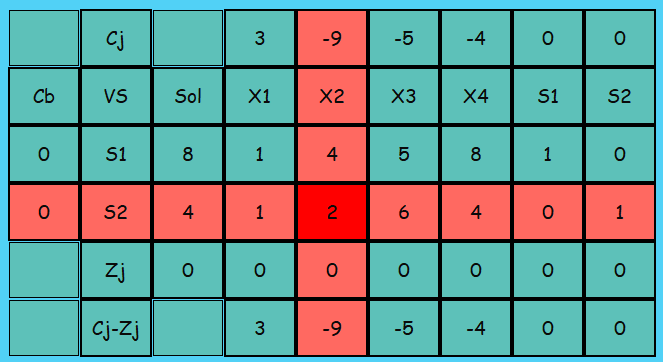 Cj 3 -9 -5 -4 0 0
Cb VS Sol X1 X2 X3 X4 S1 S2
0 S1 8 1 4 5 8 1 0
0 S2 4 1 2 6 4 0 1
Zj 0 0 0 0 0 0 0
Cj-Zj 3 -9 -5 -4 0 0